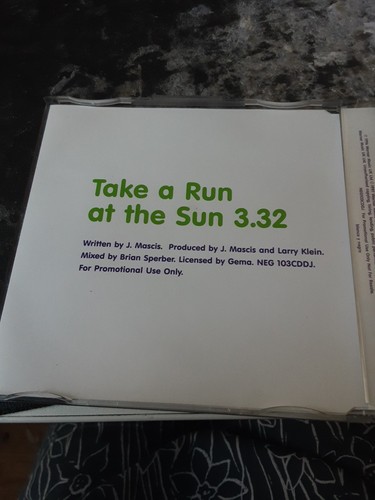 Take a Run
at the Sun 3.32
Written by J. Mascis. Produced by J. Mascis and Larry Klein.
Mixed by Brian Sperber. Licensed by Gema. NEG 103CDDJ.
For Promotional Use Only.